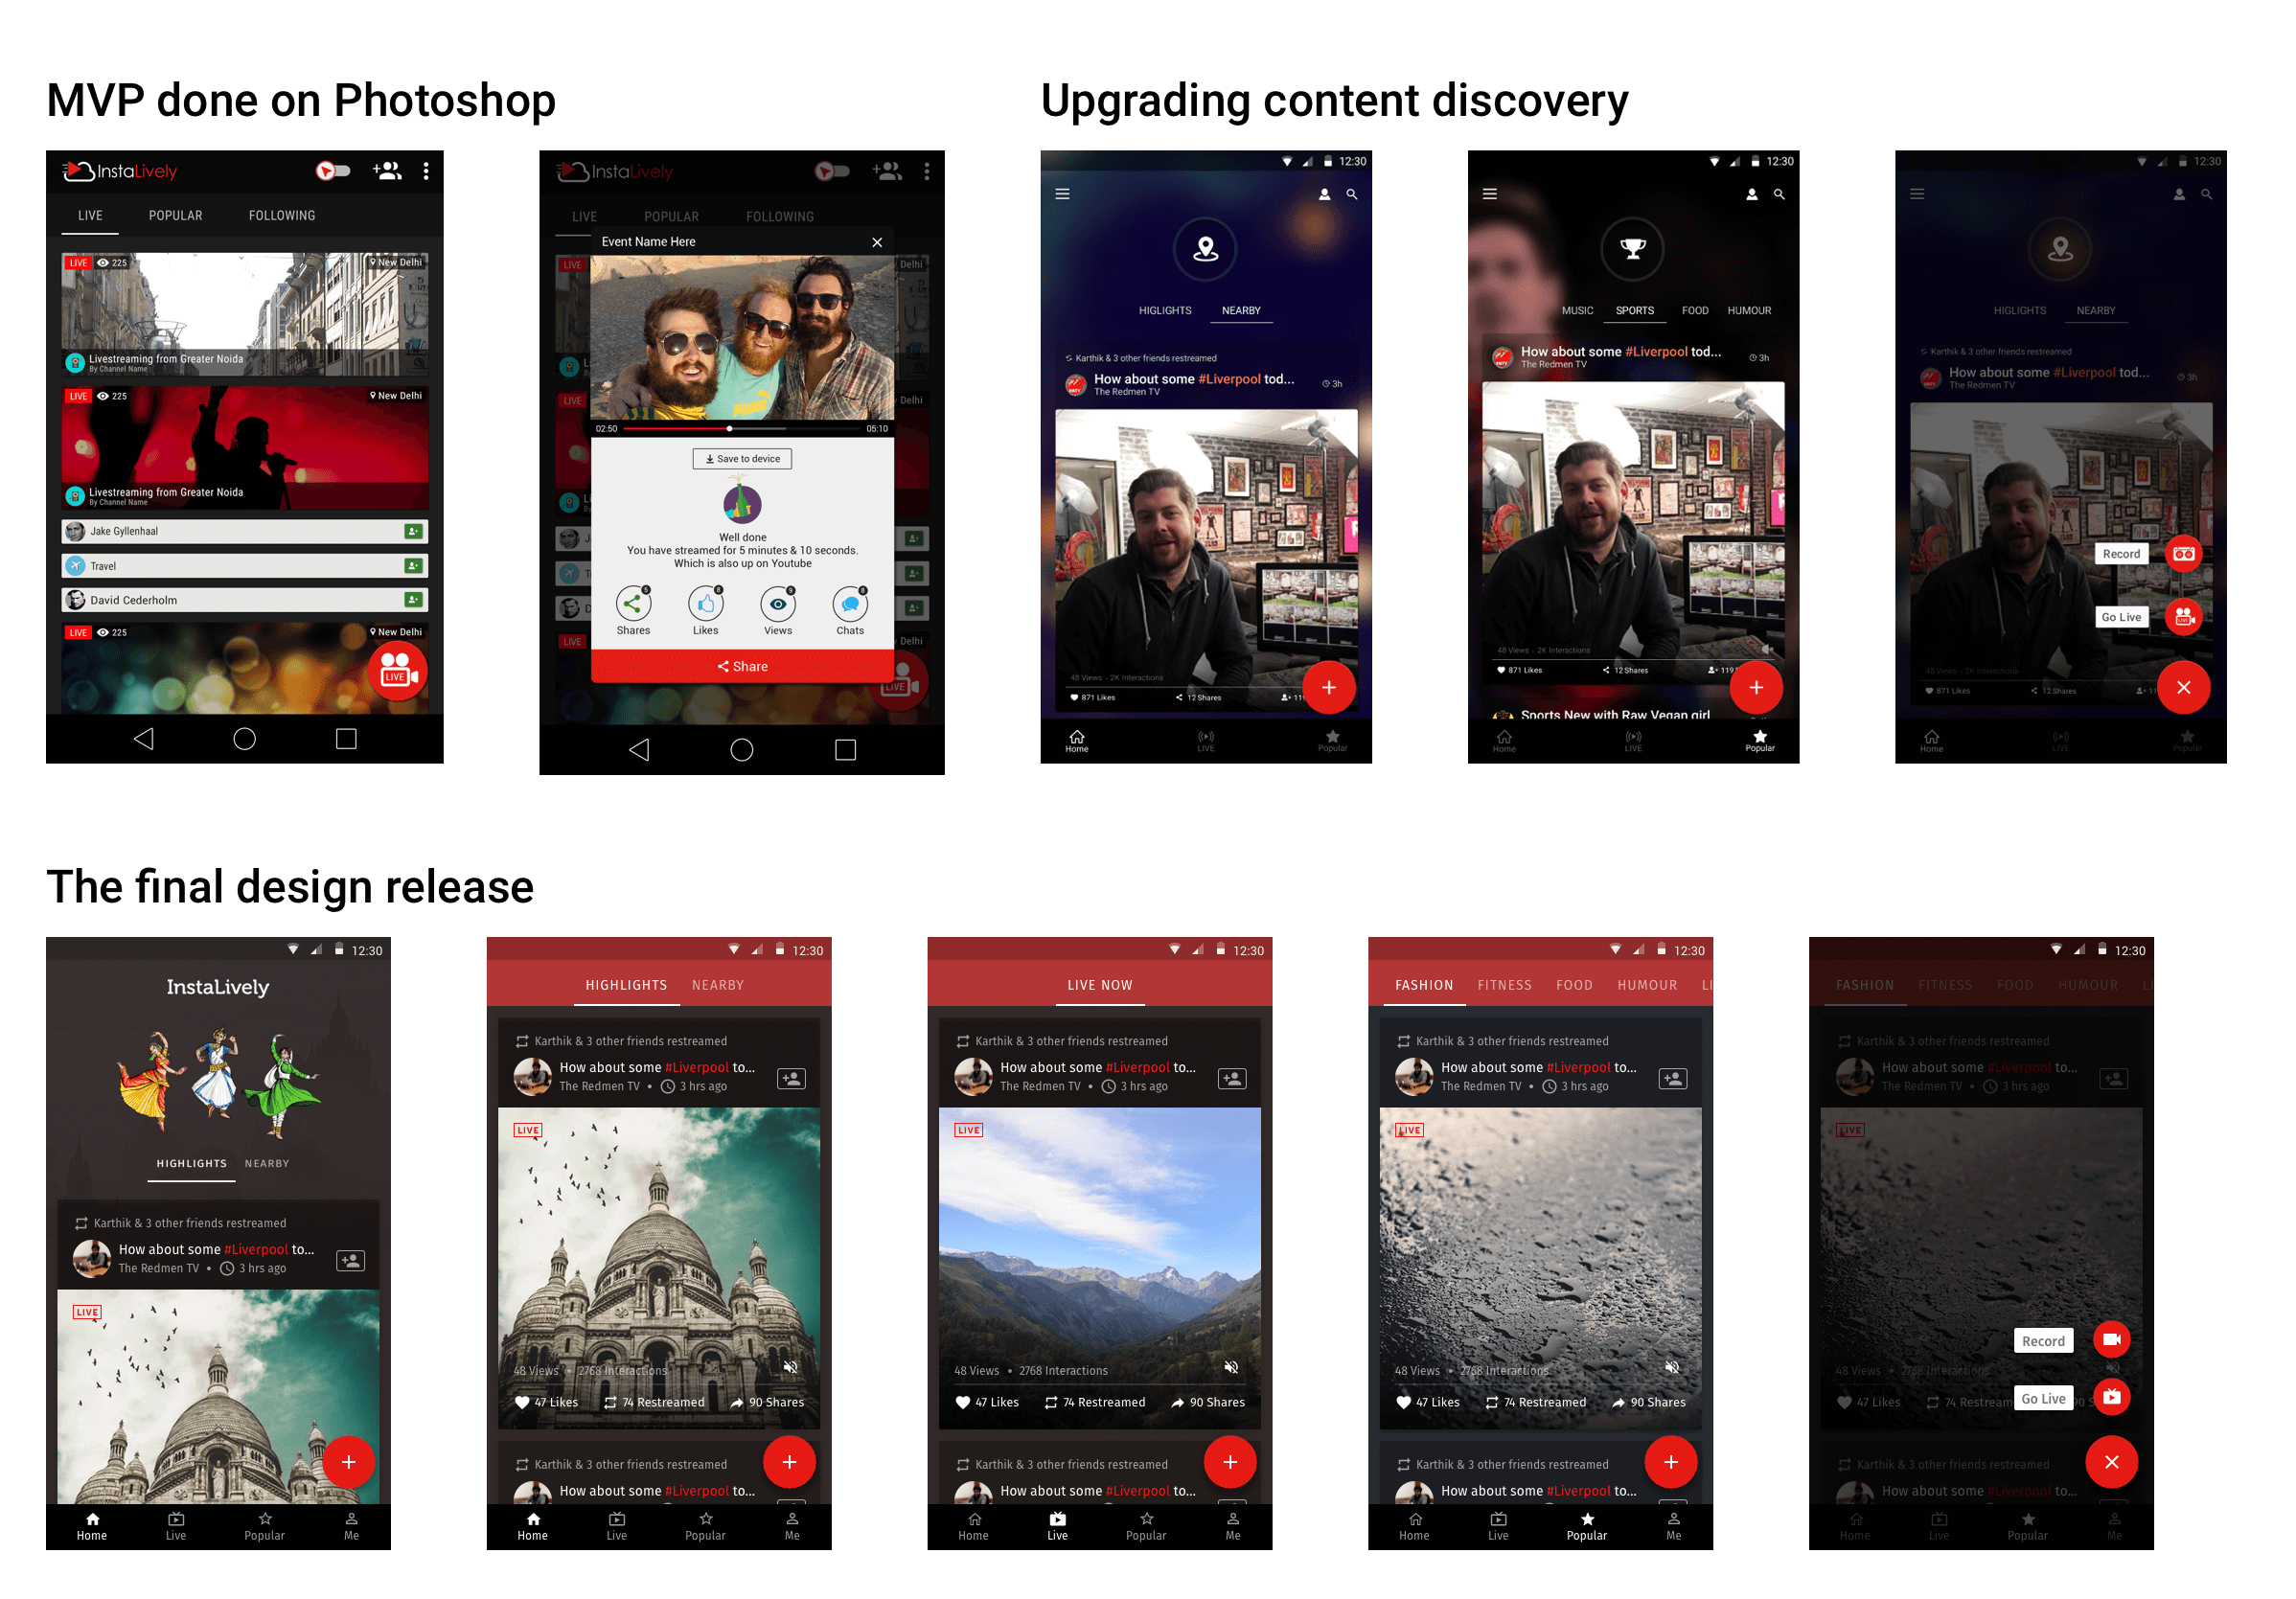 MVP done on Photoshop
InstaLively
LIVE POPULAR FOLLOWING
LIVE 225 New Delhi
Livestreaming from Greater Noida
By Channel Name
LIVE 225 New Delhi
Livestreaming from Greater Noida
By Channel Name
Jake Gyllenhaal
Travel
David Cederholm
LIVE 225 New Delhi
LIVE
InstaLively
LIVE POPULAR FOLLOWING
Event Name Here
LIVE Delhi
02:50 05:10
LIVE Delhi
Save to device
Well done
You have streamed for 5 minutes & 10 seconds.
Which is also up on Youtube
Shares Likes Views Chats
LIVE Delhi
Share
LIVE
Upgrading content discovery
12:30
HIGLIGHTS NEARBY
Karthik & 3 other friends restreamed
How about some #Liverpool tod...
3h
The Redmen TV
48 Views - 2K Interactions
871 Likes 12 Shares 11
Home LIVE Popular
12:30
MUSIC SPORTS FOOD HUMOUR
How about some #Liverpool tod...
3h
The Redmen TV
48 Views - 2K Interactions
871 Likes 12 Shares 119
Sports New with Raw Vegan girl
Home LIVE Popular
12:30
HIGLIGHTS NEARBY
Karthik & 3 other friends restreamed
How about some #Liverpool tod...
3h
The Redmen TV
Record
Go Live
48 Views - 2K Interactions
871 Likes 12 Shares 11
Home LIVE Popular
The final design release
12:30
InstaLively
HIGHLIGHTS NEARBY
Karthik & 3 other friends restreamed
How about some #Liverpool to...
The Redmen TV • 3 hrs ago
LIVE
Home Live Popular Me
12:30
HIGHLIGHTS NEARBY
Karthik & 3 other friends restreamed
How about some #Liverpool to...
The Redmen TV • 3 hrs ago
LIVE
48 Views • 2768 Interactions
47 Likes 74 Restreamed 90 Shares
Karthik & 3 other friends restreamed
How about some #Liverpool to...
Home Live Popular Me
12:30
LIVE NOW
Karthik & 3 other friends restreamed
How about some #Liverpool to...
The Redmen TV • 3 hrs ago
LIVE
48 Views • 2768 Interactions
47 Likes 74 Restreamed 90 Shares
Karthik & 3 other friends restreamed
How about some #Liverpool to...
Home Live Popular Me
12:30
FASHION FITNESS FOOD HUMOUR LI
Karthik & 3 other friends restreamed
How about some #Liverpool to...
The Redmen TV • 3 hrs ago
LIVE
48 Views • 2768 Interactions
47 Likes 74 Restreamed 90 Shares
Karthik & 3 other friends restreamed
How about some #Liverpool to...
Home Live Popular Me
12:30
FASHION FITNESS FOOD HUMOUR LI
Karthik & 3 other friends restreamed
How about some #Liverpool to...
The Redmen TV • 3 hrs ago
LIVE
Record
48 Views • 2768 Interactions
Go Live
47 Likes 74 Restream 90 S
Karthik & 3 other friends restreamed
How about some #Liverpool to...
Home Live Popular Me